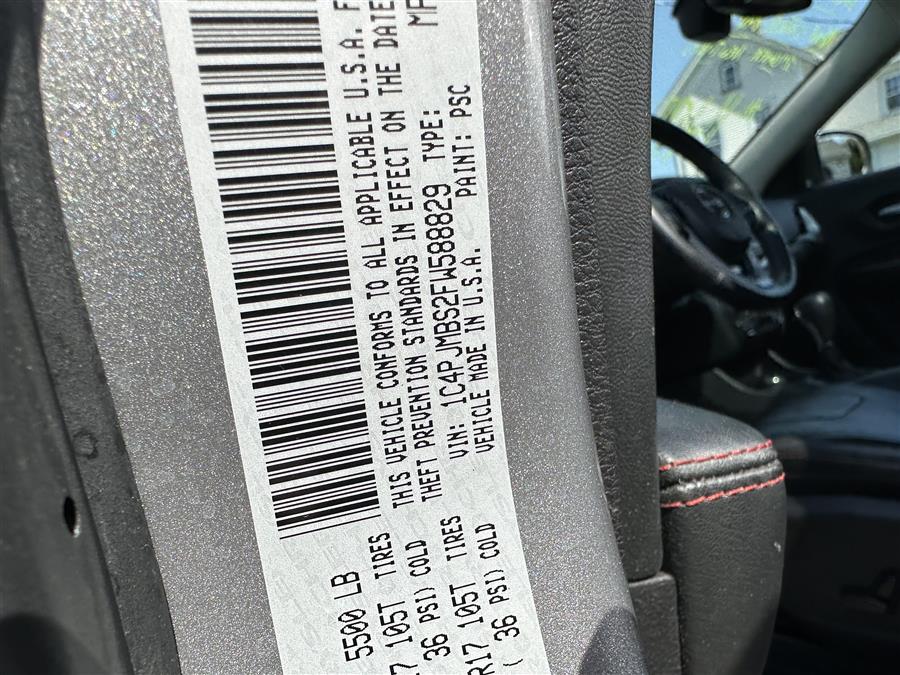 5500 LB
105T TIRES
36 PSI) COLD
R17 105T TIRES
( 36 PSI) COLD
THIS VEHICLE CONFORMS TO ALL APPLICABLE U.S.A. F
THEFT PREVENTION STANDARDS IN EFFECT ON THE DATE
VIN: 1C4PJMBS2FW588829 TYPE: 
VEHICLE MADE IN U.S.A. PAINT: PSC